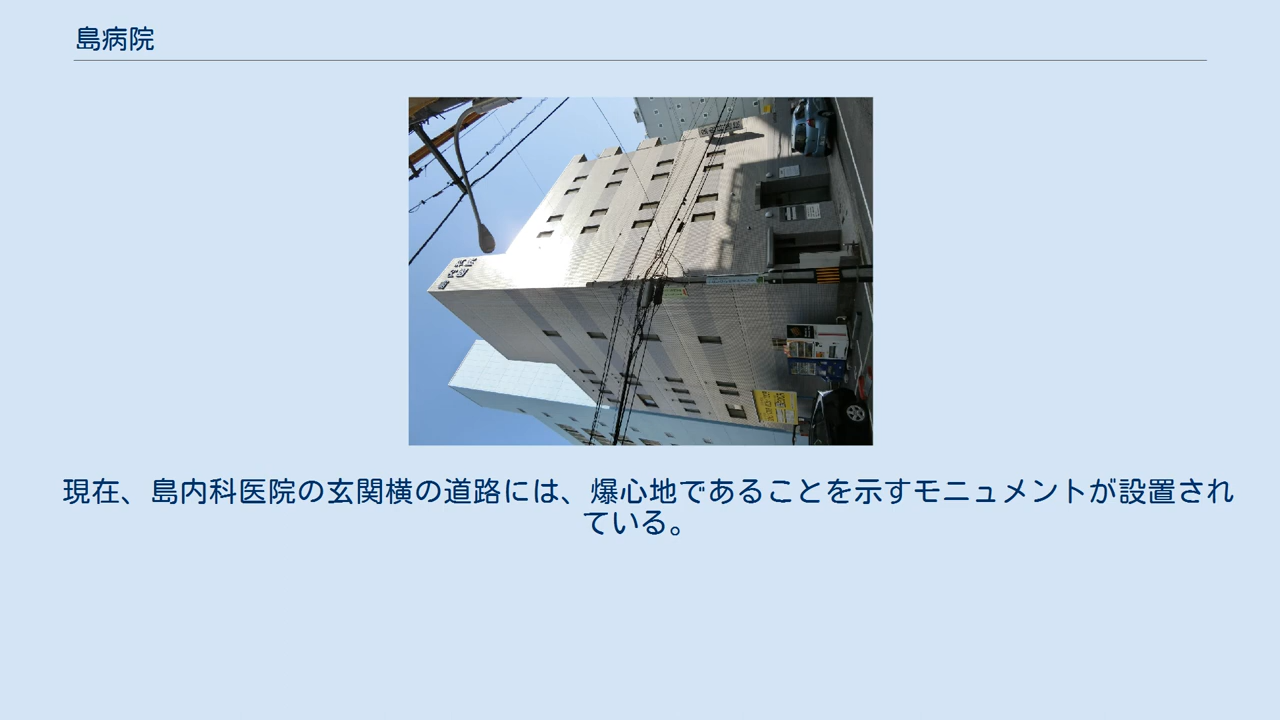 島病院
現在、島内科医院の玄関横の道路には、爆心地であることを示すモニュメントが設置され
ている。